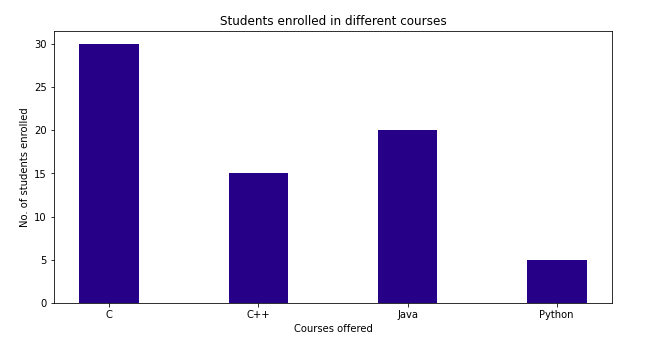 Students enrolled in different courses
No. of students enrolled
30
25
20
15
10
5
0
C C++ Java Python
Courses offered